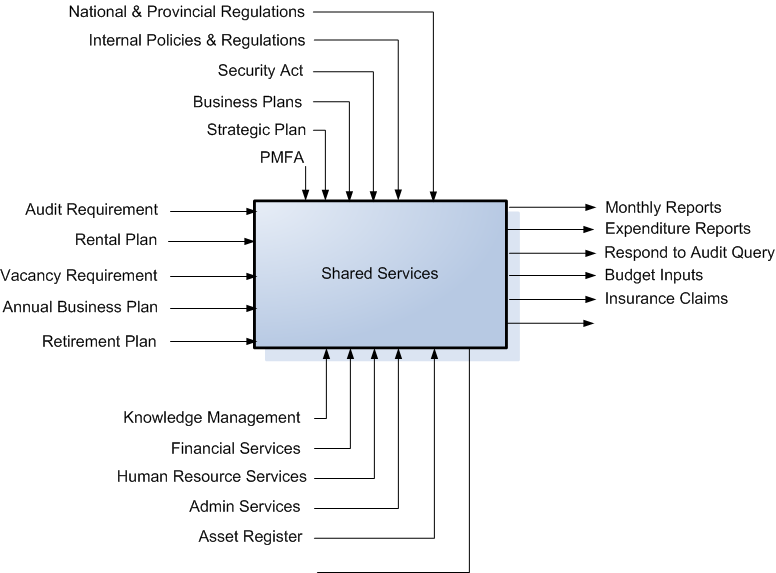 National & Provincial Regulations
Internal Policies & Regulations
Security Act
Business Plans
Strategic Plan
PMFA
Audit Requirement
Rental Plan
Vacancy Requirement
Annual Business Plan
Retirement Plan
Shared Services
Monthly Reports
Expenditure Reports
Respond to Audit Query
Budget Inputs
Insurance Claims
Knowledge Management
Financial Services
Human Resource Services
Admin Services
Asset Register